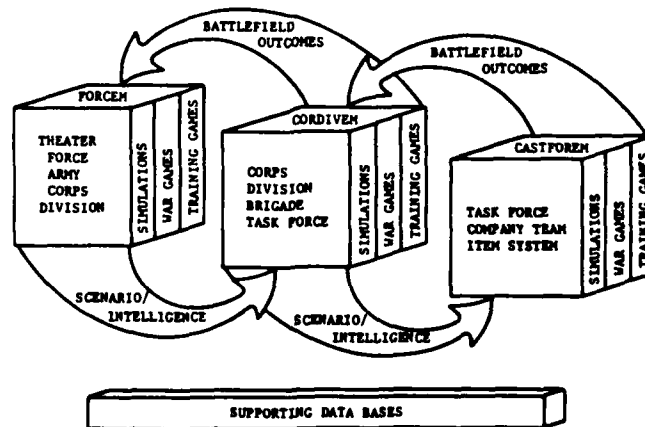 BATTLEFIELD
OUTCOMES
BATTLEFIELD
OUTCOMES
FORCEM
THEATER
FORCE
ARMY
CORPS
DIVISION
SIMULATIONS
WAR GAMES
TRAINING GAMES
CORDIVEM
CORPS
DIVISION
BRIGADE
TASK FORCE
SIMULATIONS
WAR GAMES
TRAINING GAMES
CASTFOREM
TASK FORCE
COMPANY TEAM
ITEM SYSTEM
SIMULATIONS
WAR GAMES
TRAINING GAMES
SCENARIO/
INTELLIGENCE
SCENARIO/
INTELLIGENCE
SUPPORTING DATA BASES